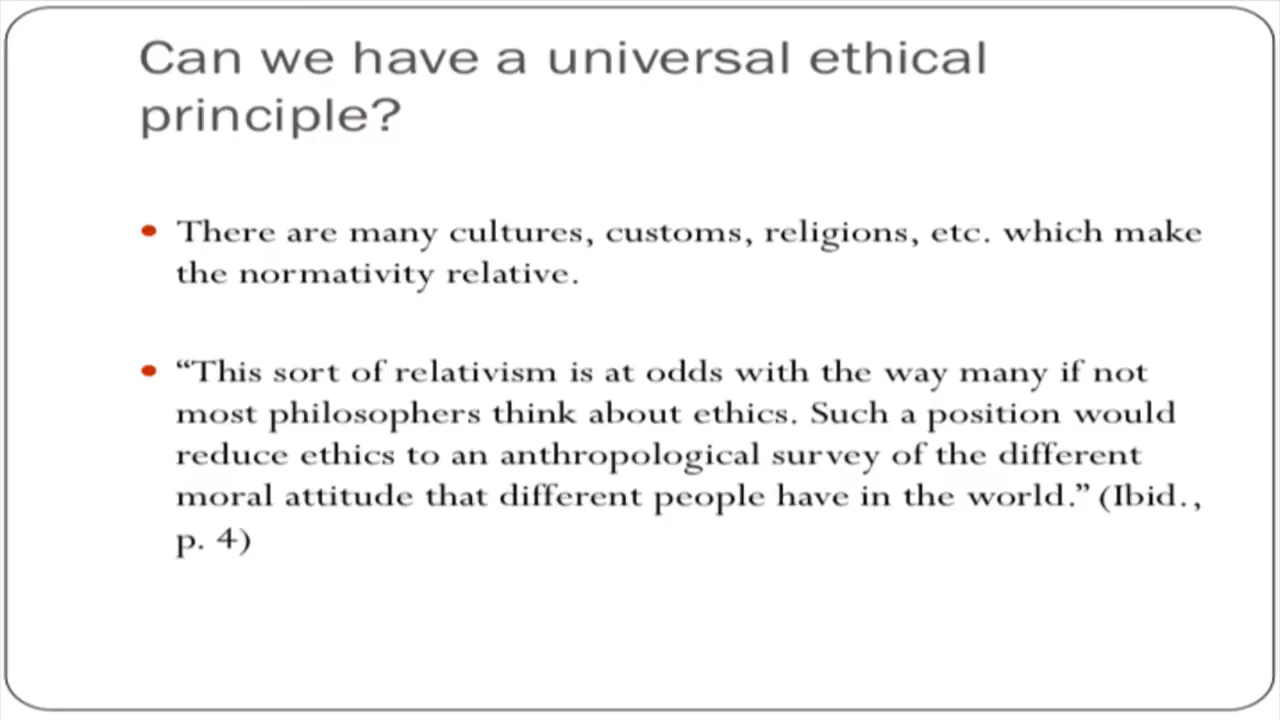 Can we have a universal ethical
principle?
• There are many cultures, customs, religions, etc. which make
the normativity relative.
• “This sort of relativism is at odds with the way many if not
most philosophers think about ethics. Such a position would
reduce ethics to an anthropological survey of the different
moral attitude that different people have in the world.” (Ibid.,
p. 4)